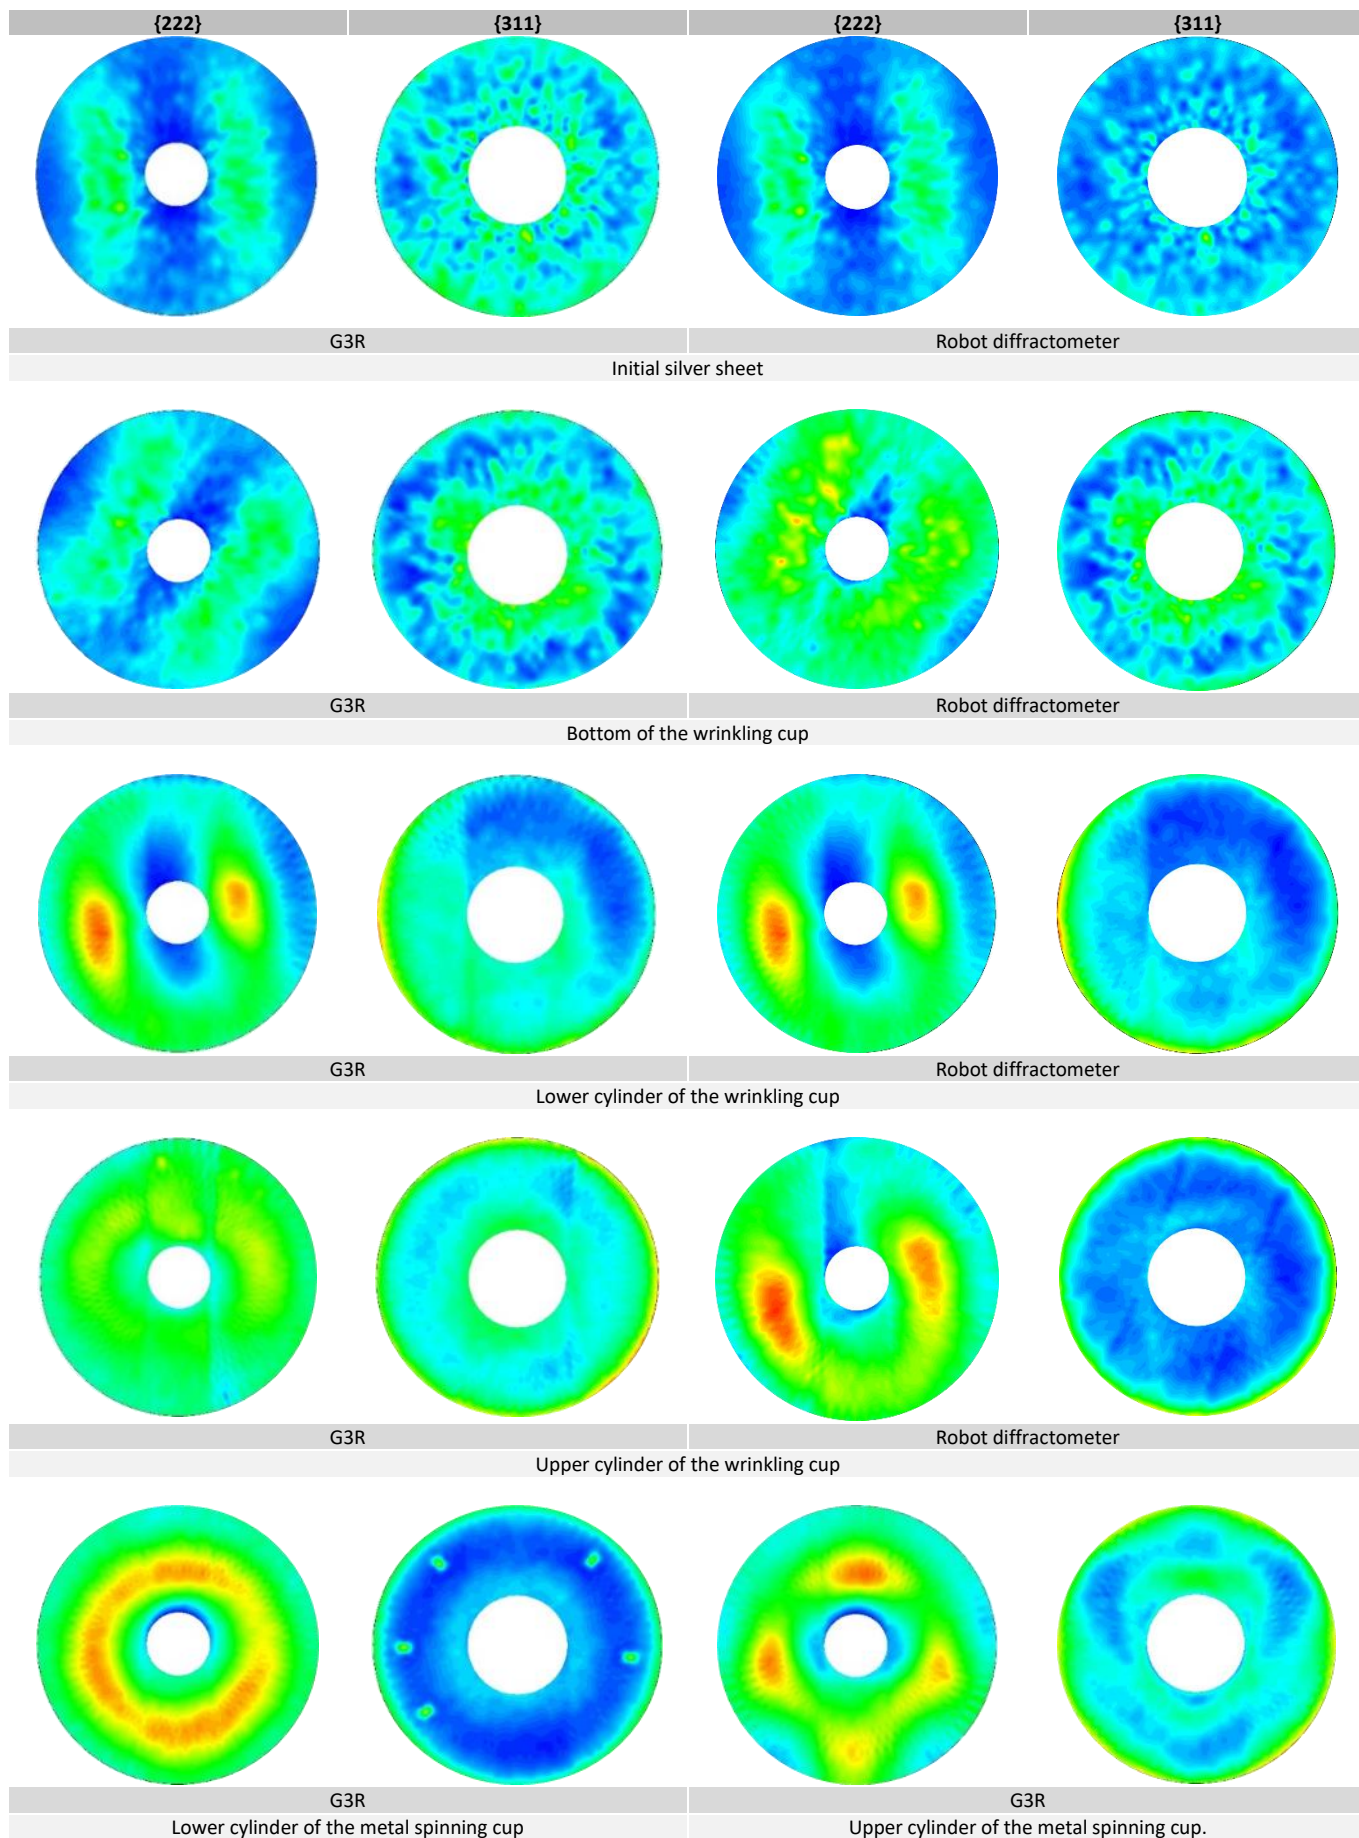 {222} {311} {222} {311}
G3R Robot diffractometer
Initial silver sheet
G3R Robot diffractometer
Bottom of the wrinkling cup
G3R Robot diffractometer
Lower cylinder of the wrinkling cup
G3R Robot diffractometer
Upper cylinder of the wrinkling cup
G3R G3R
Lower cylinder of the metal spinning cup Upper cylinder of the metal spinning cup.